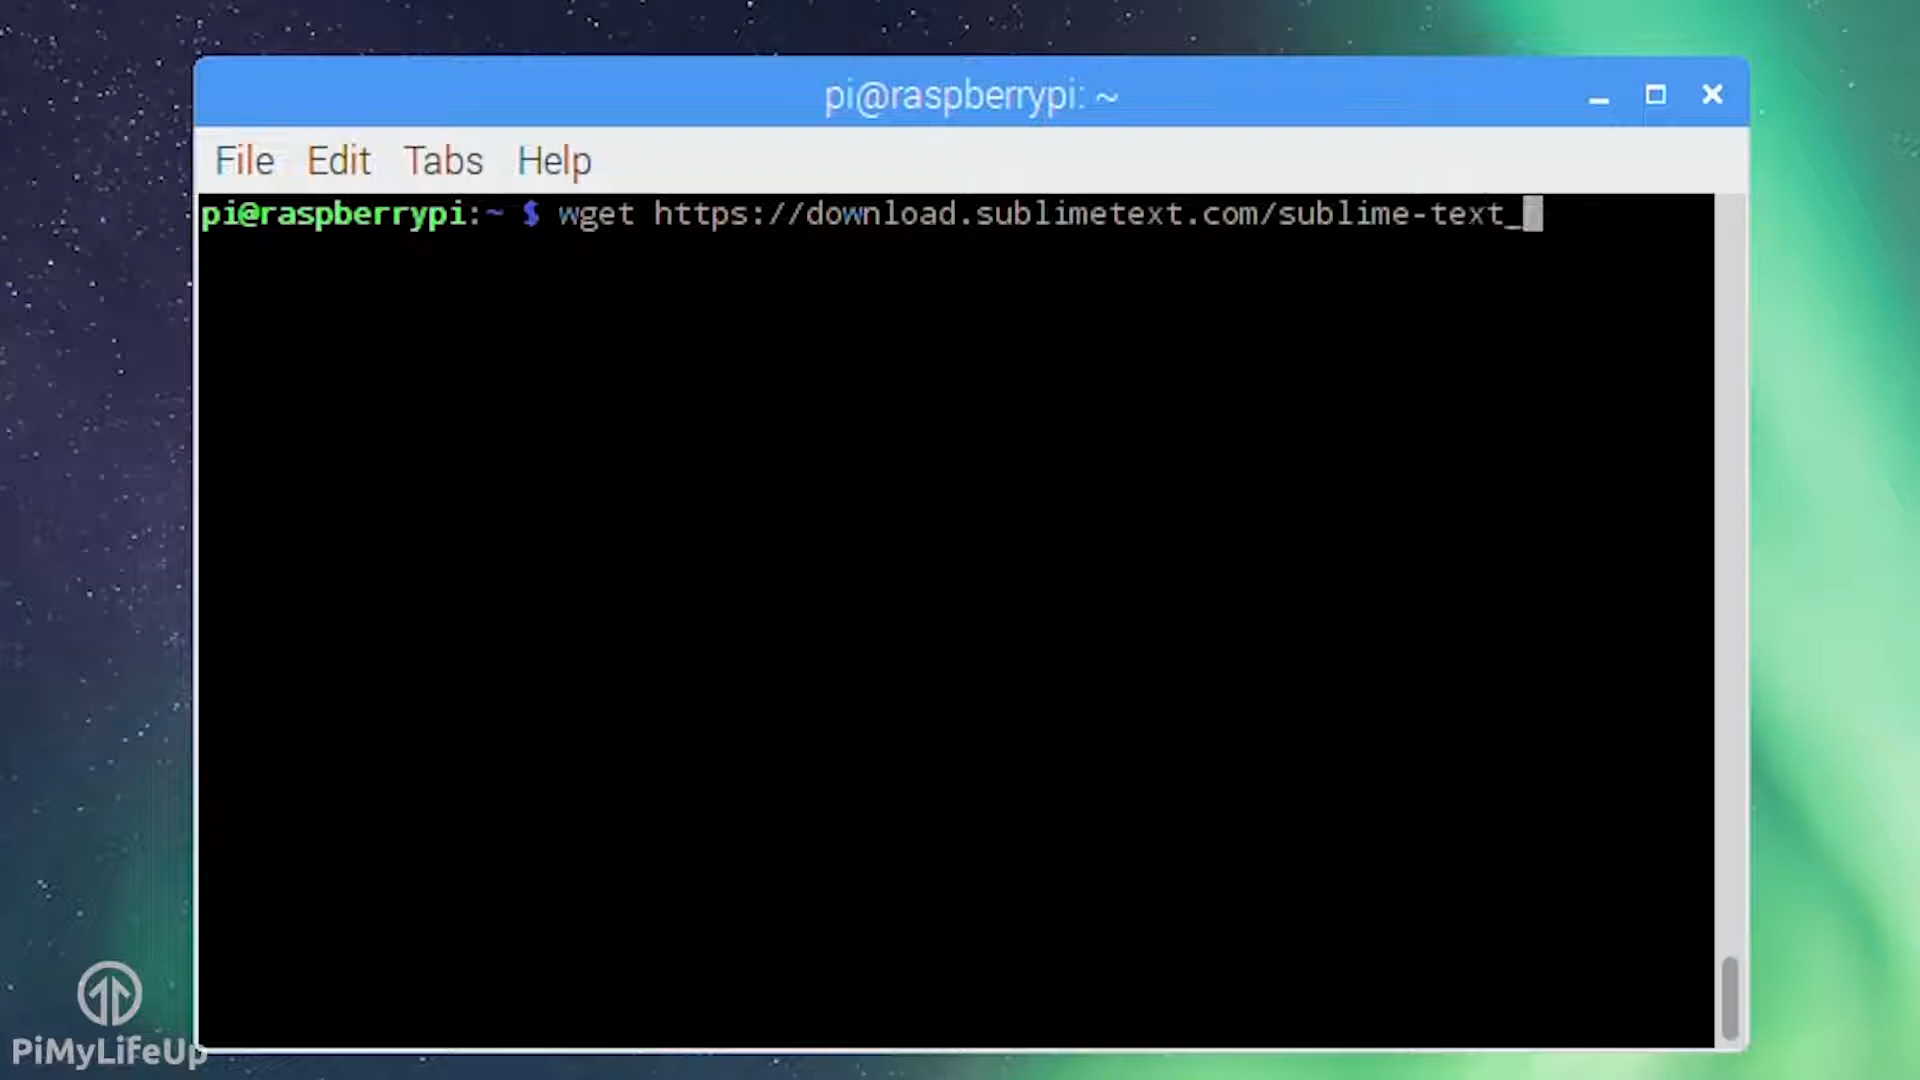 pi@raspberrypi: ~
File Edit Tabs Help
pi@raspberrypi:~ $ wget https://download.sublimetext.com/sublime-text_
PiMyLifeUp